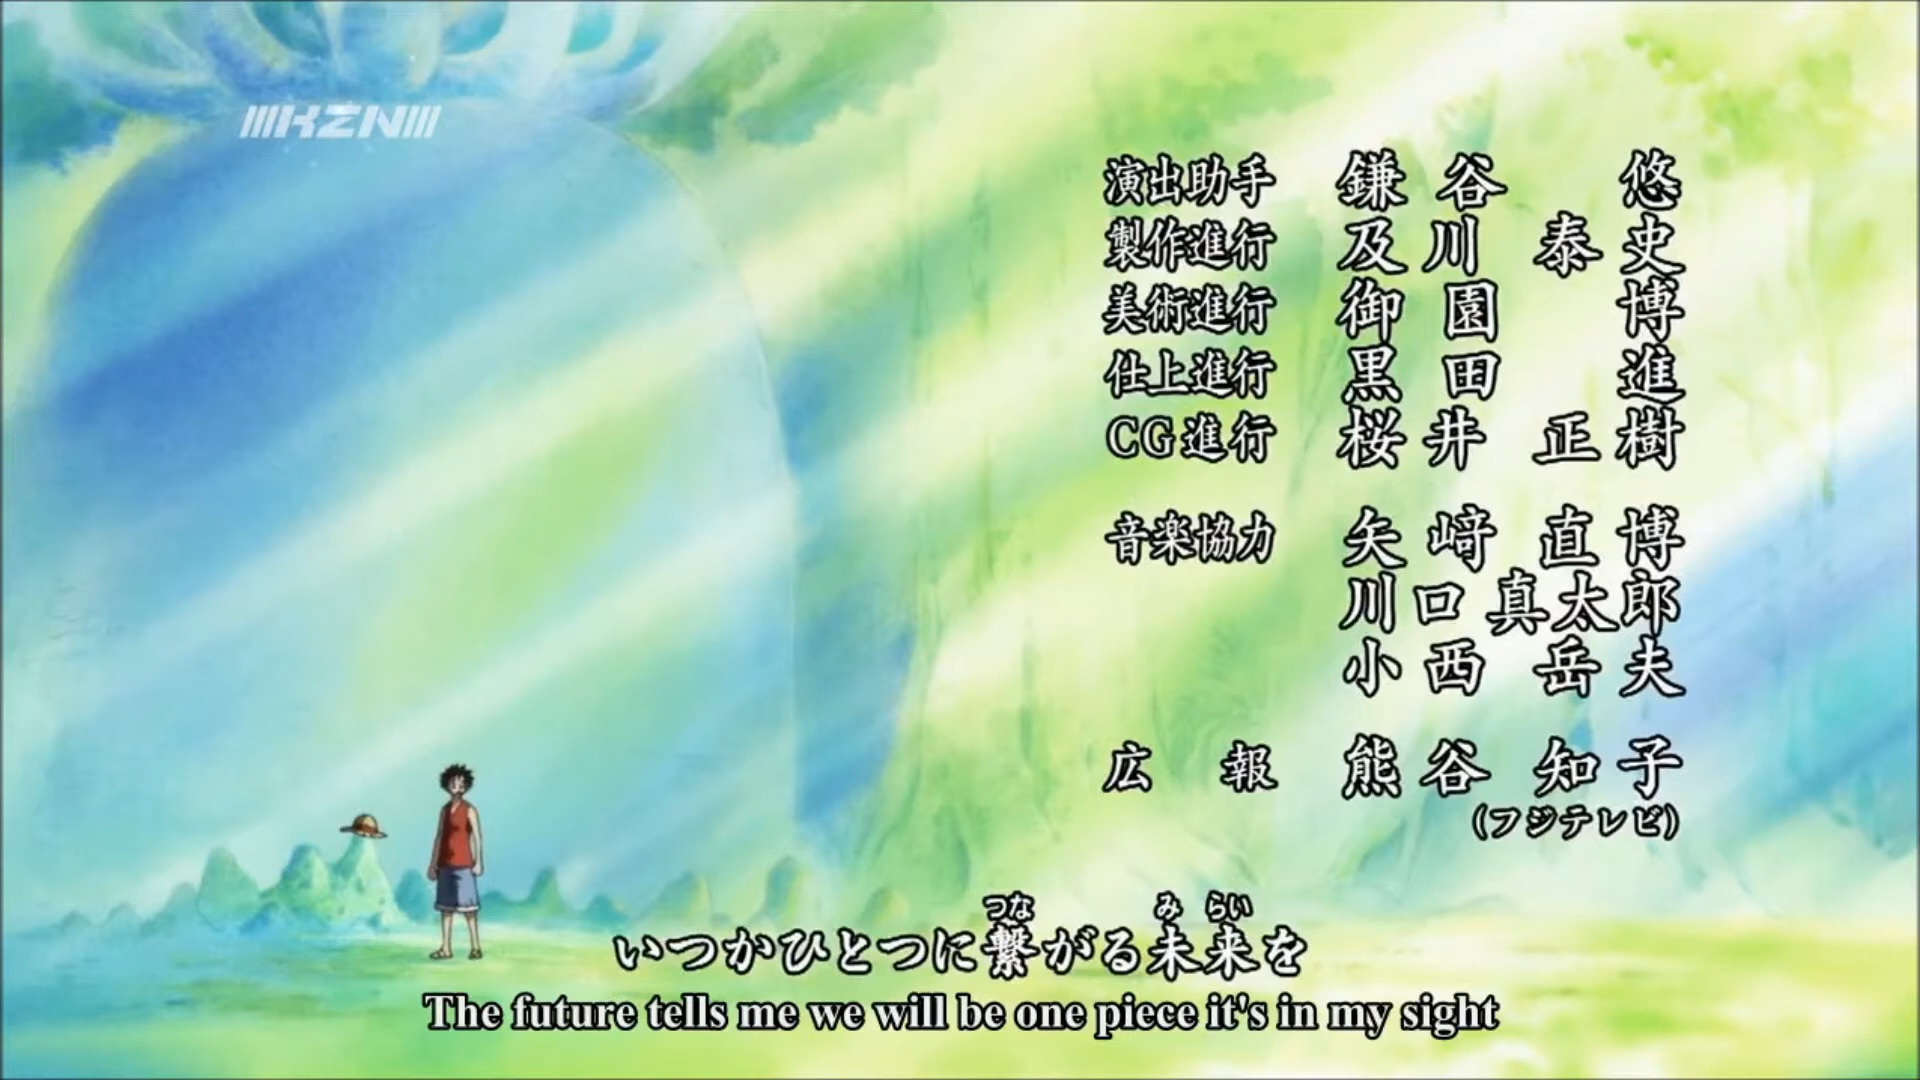 KZN
演出助手 鎌谷 悠
製作進行 及川 泰史
美術進行 御園 博
仕上進行 黒田 進
CG進行 桜井 正樹
音楽協力 矢﨑 直博
川口 真太郎
小西 岳夫
広報 熊谷 知子
(フジテレビ)
つな み らい
いつかひとつに繋がる未来を
The future tells me we will be one piece it's in my sight